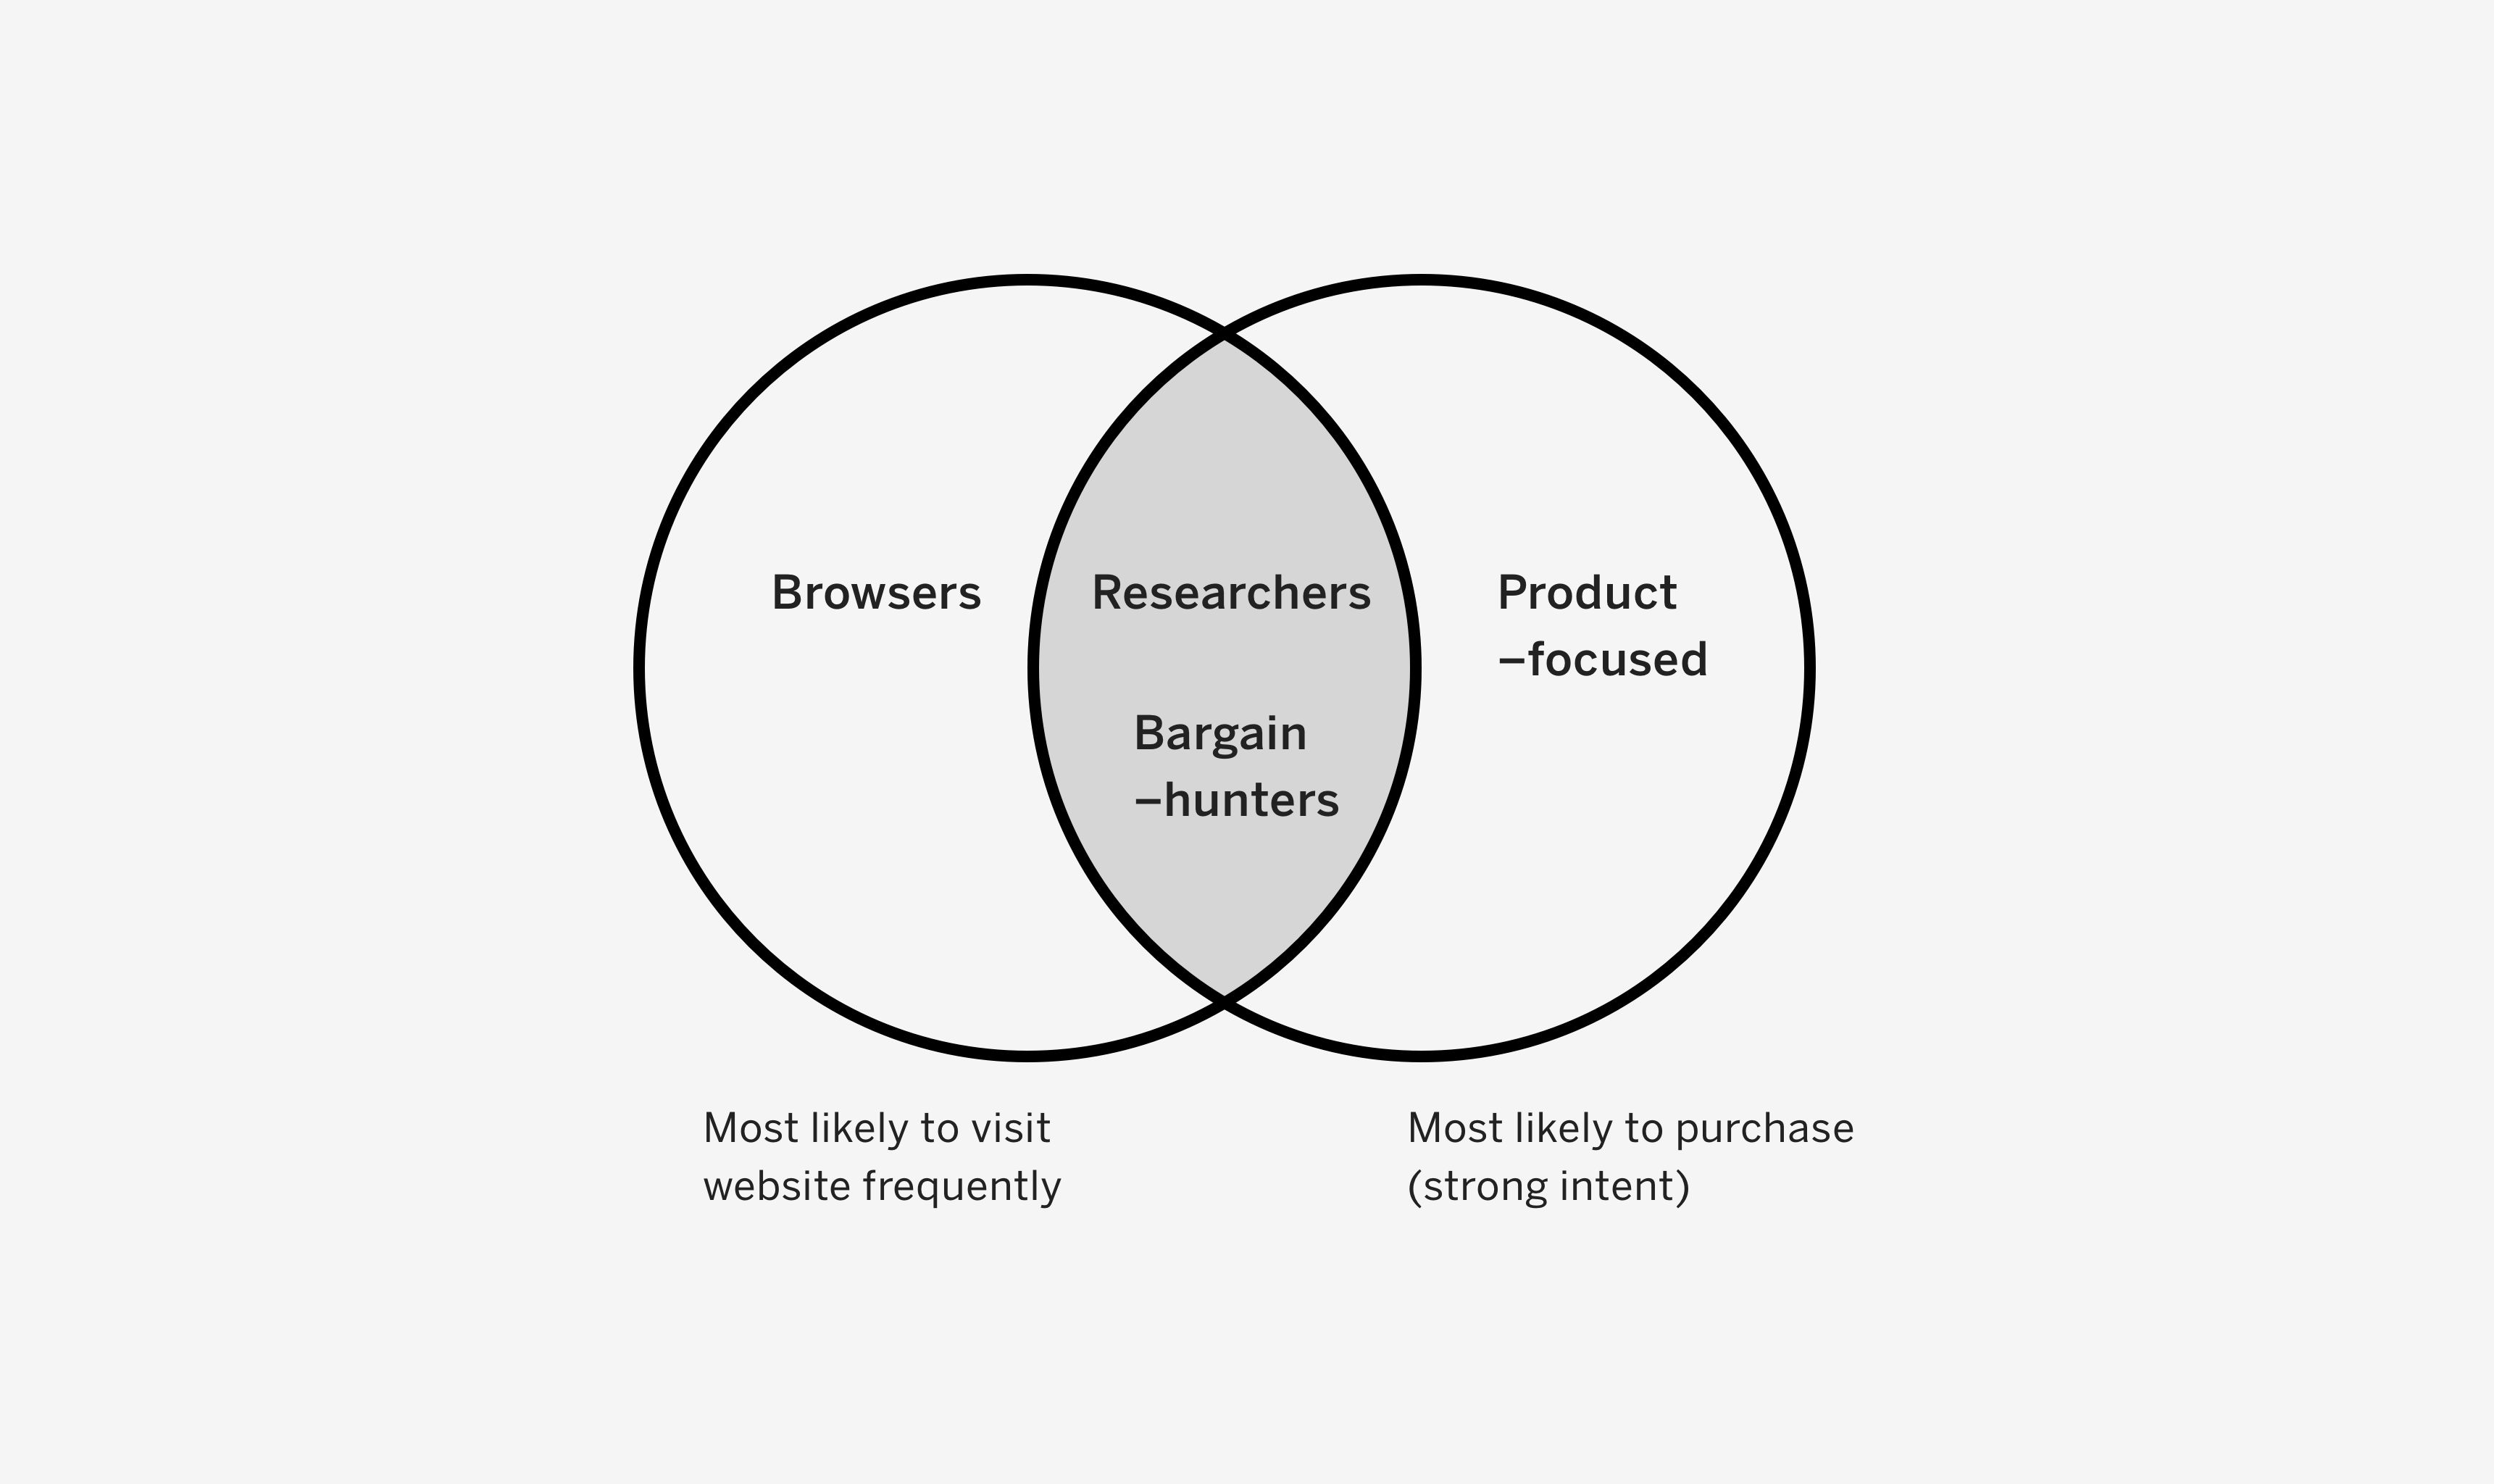 Browsers
Researchers
Product
–focused
Bargain
–hunters
Most likely to visit
website frequently
Most likely to purchase
(strong intent)